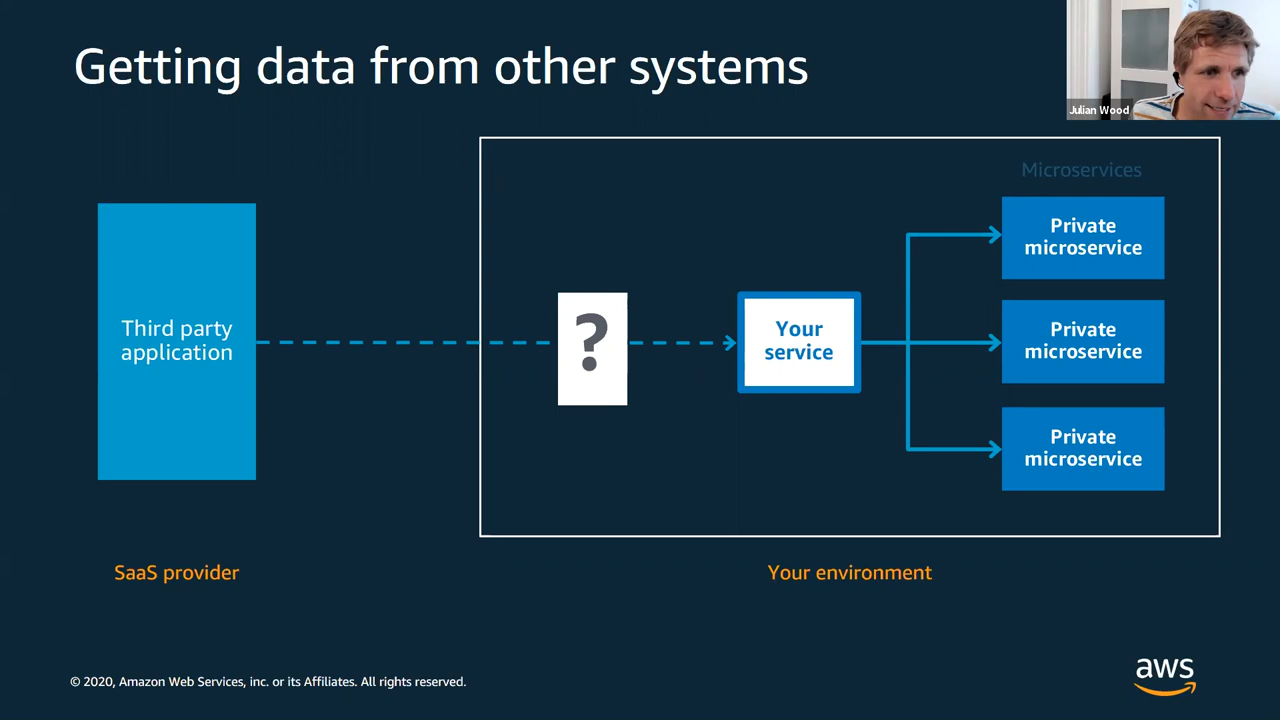 Getting data from other systems
Julian Wood
Microservices
Third party
application
?
Your
service
Private
microservice
Private
microservice
Private
microservice
SaaS provider
Your environment
© 2020, Amazon Web Services, inc. or its Affiliates. All rights reserved.
aws